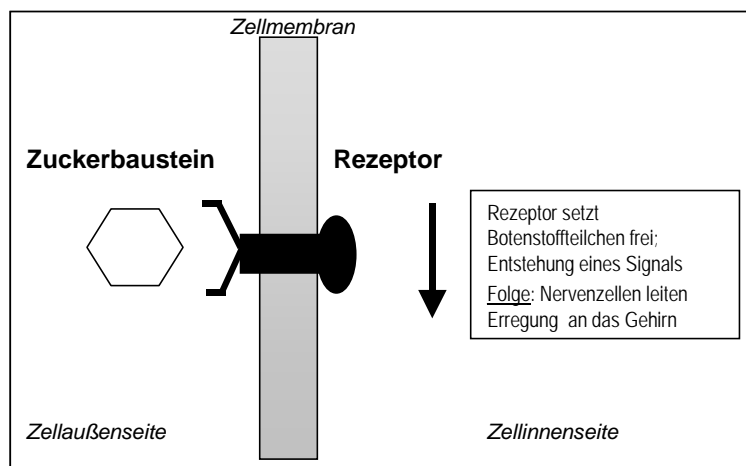 Zellmembran
Zuckerbaustein
Rezeptor
Rezeptor setzt
Botenstoffteilchen frei;
Entstehung eines Signals
Folge: Nervenzellen leiten
Erregung an das Gehirn
Zellaußenseite
Zellinnenseite